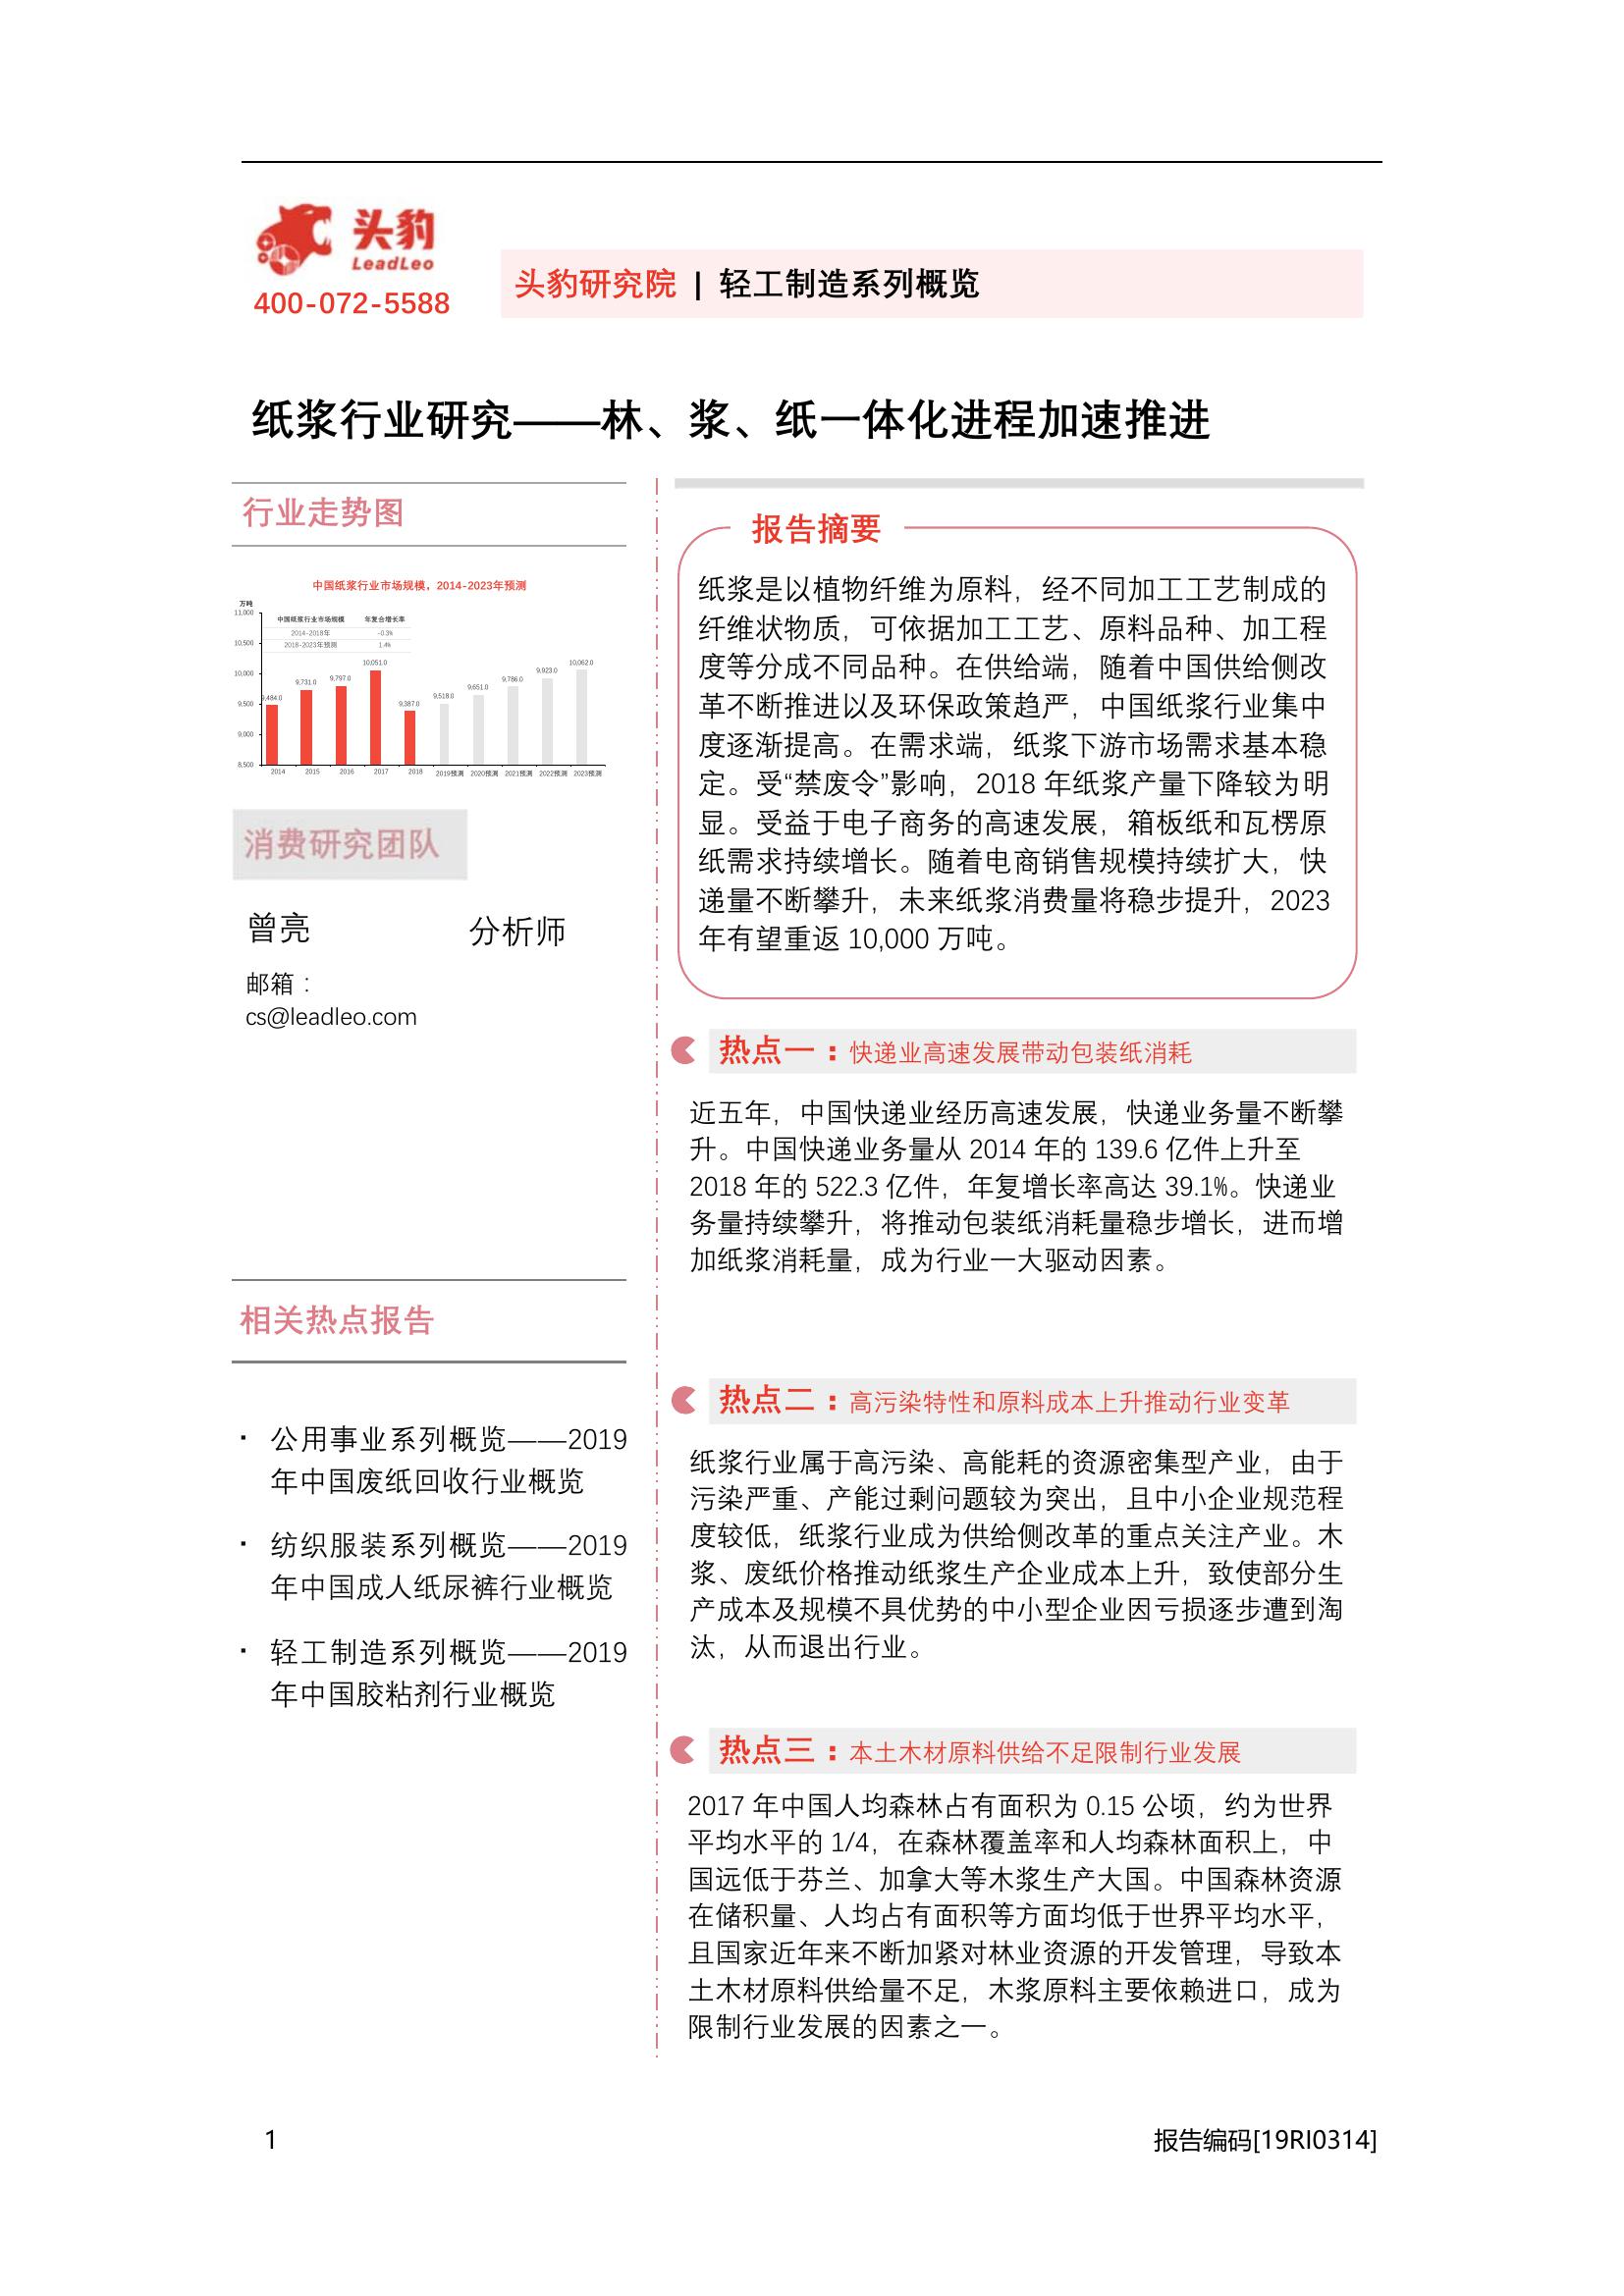 头豹
LeadLeo
400-072-5588
头豹研究院 | 轻工制造系列概览
纸浆行业研究——林、浆、纸一体化进程加速推进
行业走势图
中国纸浆行业市场规模，2014-2023年预测
万吨
11,000
10,500
10,000
9,500
9,000
8,500
中国纸浆行业市场规模 年复合增长率
2014-2018年 -0.3%
2018-2023年预测 1.4%
9,484.0
9,731.0
9,797.0
10,051.0
9,387.0
9,518.0
9,651.0
9,786.0
9,923.0
10,062.0
2014 2015 2016 2017 2018 2019预测 2020预测 2021预测 2022预测 2023预测
消费研究团队
曾亮 分析师
邮箱：
cs@leadleo.com
相关热点报告
· 公用事业系列概览——2019
年中国废纸回收行业概览
· 纺织服装系列概览——2019
年中国成人纸尿裤行业概览
· 轻工制造系列概览——2019
年中国胶粘剂行业概览
报告摘要
纸浆是以植物纤维为原料，经不同加工工艺制成的
纤维状物质，可依据加工工艺、原料品种、加工程
度等分成不同品种。在供给端，随着中国供给侧改
革不断推进以及环保政策趋严，中国纸浆行业集中
度逐渐提高。在需求端，纸浆下游市场需求基本稳
定。受“禁废令”影响，2018 年纸浆产量下降较为明
显。受益于电子商务的高速发展，箱板纸和瓦楞原
纸需求持续增长。随着电商销售规模持续扩大，快
递量不断攀升，未来纸浆消费量将稳步提升，2023
年有望重返 10,000 万吨。
热点一：快递业高速发展带动包装纸消耗
近五年，中国快递业经历高速发展，快递业务量不断攀
升。中国快递业务量从 2014 年的 139.6 亿件上升至
2018 年的 522.3 亿件，年复增长率高达 39.1%。快递业
务量持续攀升，将推动包装纸消耗量稳步增长，进而增
加纸浆消耗量，成为行业一大驱动因素。
热点二：高污染特性和原料成本上升推动行业变革
纸浆行业属于高污染、高能耗的资源密集型产业，由于
污染严重、产能过剩问题较为突出，且中小企业规范程
度较低，纸浆行业成为供给侧改革的重点关注产业。木
浆、废纸价格推动纸浆生产企业成本上升，致使部分生
产成本及规模不具优势的中小型企业因亏损逐步遭到淘
汰，从而退出行业。
热点三：本土木材原料供给不足限制行业发展
2017 年中国人均森林占有面积为 0.15 公顷，约为世界
平均水平的 1/4，在森林覆盖率和人均森林面积上，中
国远低于芬兰、加拿大等木浆生产大国。中国森林资源
在储积量、人均占有面积等方面均低于世界平均水平，
且国家近年来不断加紧对林业资源的开发管理，导致本
土木材原料供给量不足，木浆原料主要依赖进口，成为
限制行业发展的因素之一。
1
报告编码[19RI0314]